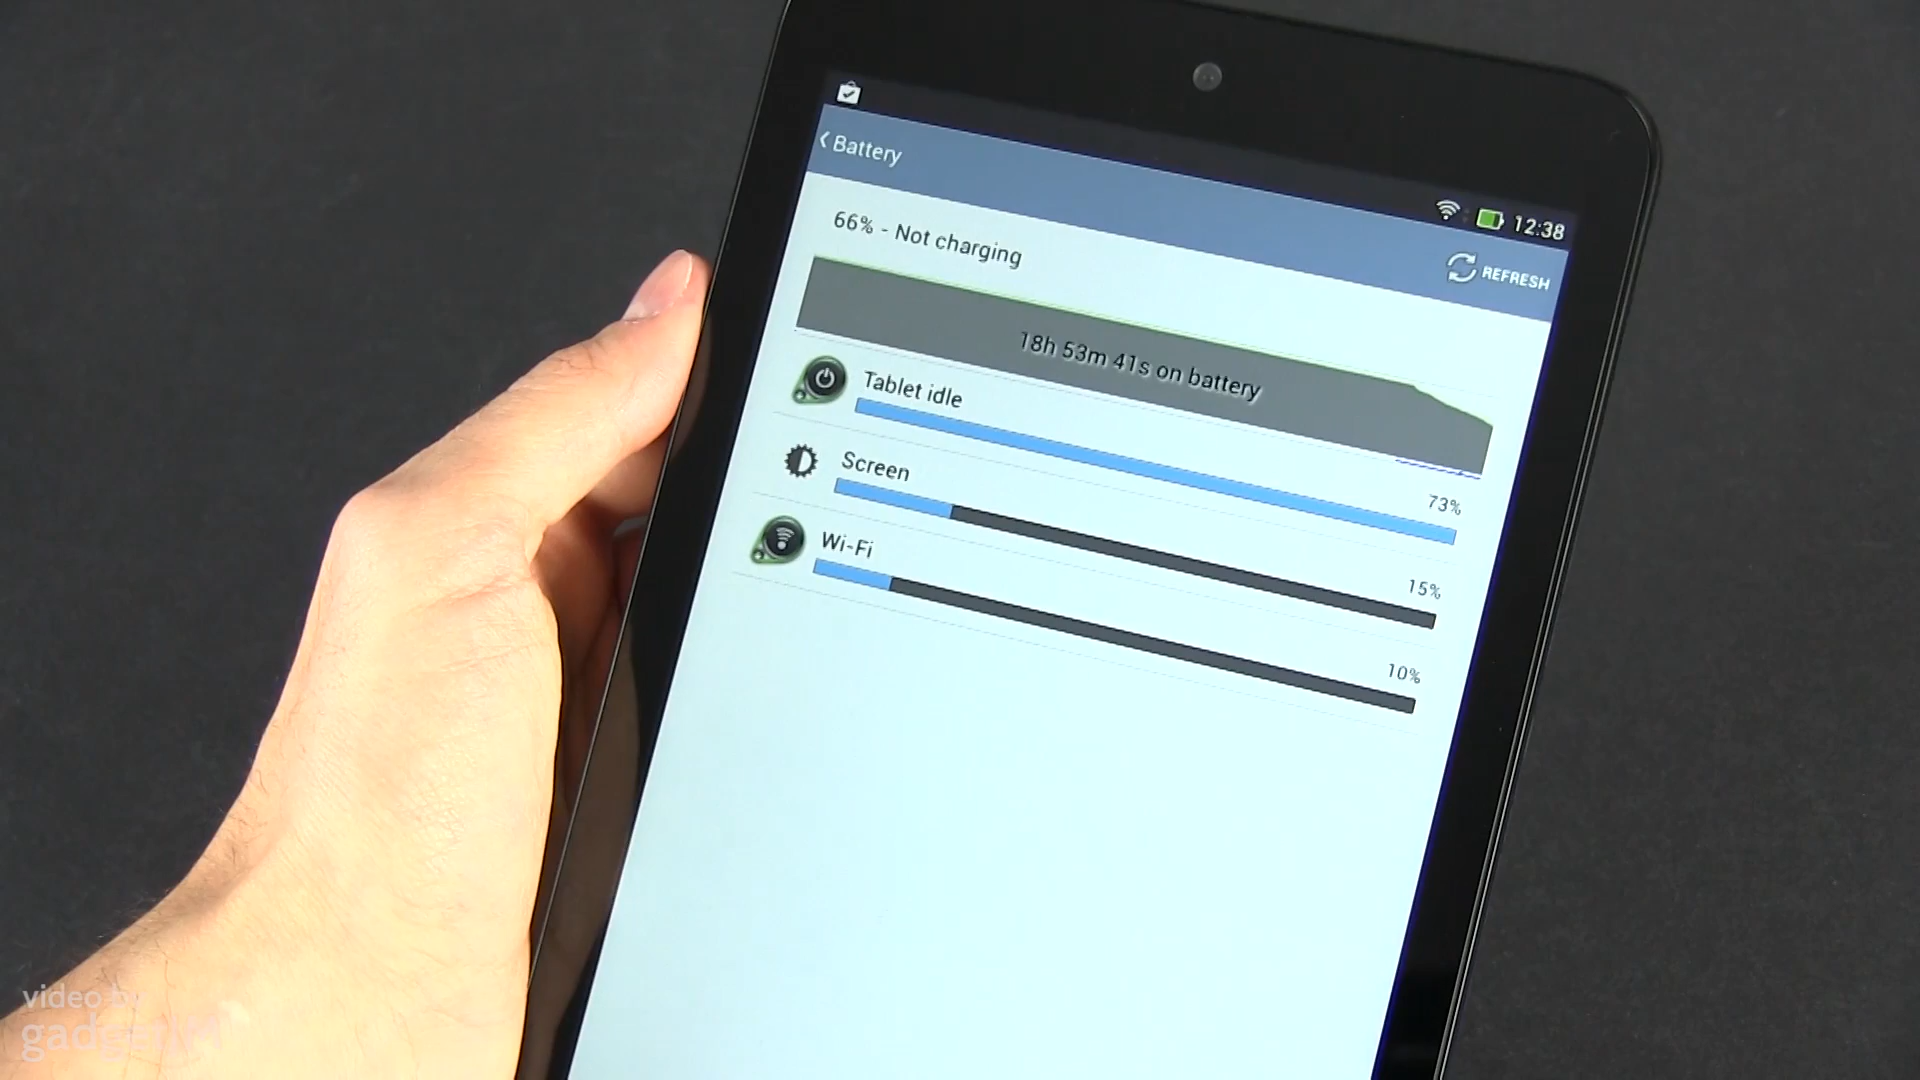 12:38
Battery
REFRESH
66% - Not charging
18h 53m 41s on battery
Tablet idle
73%
Screen
15%
Wi-Fi
10%
video by
gadgetM